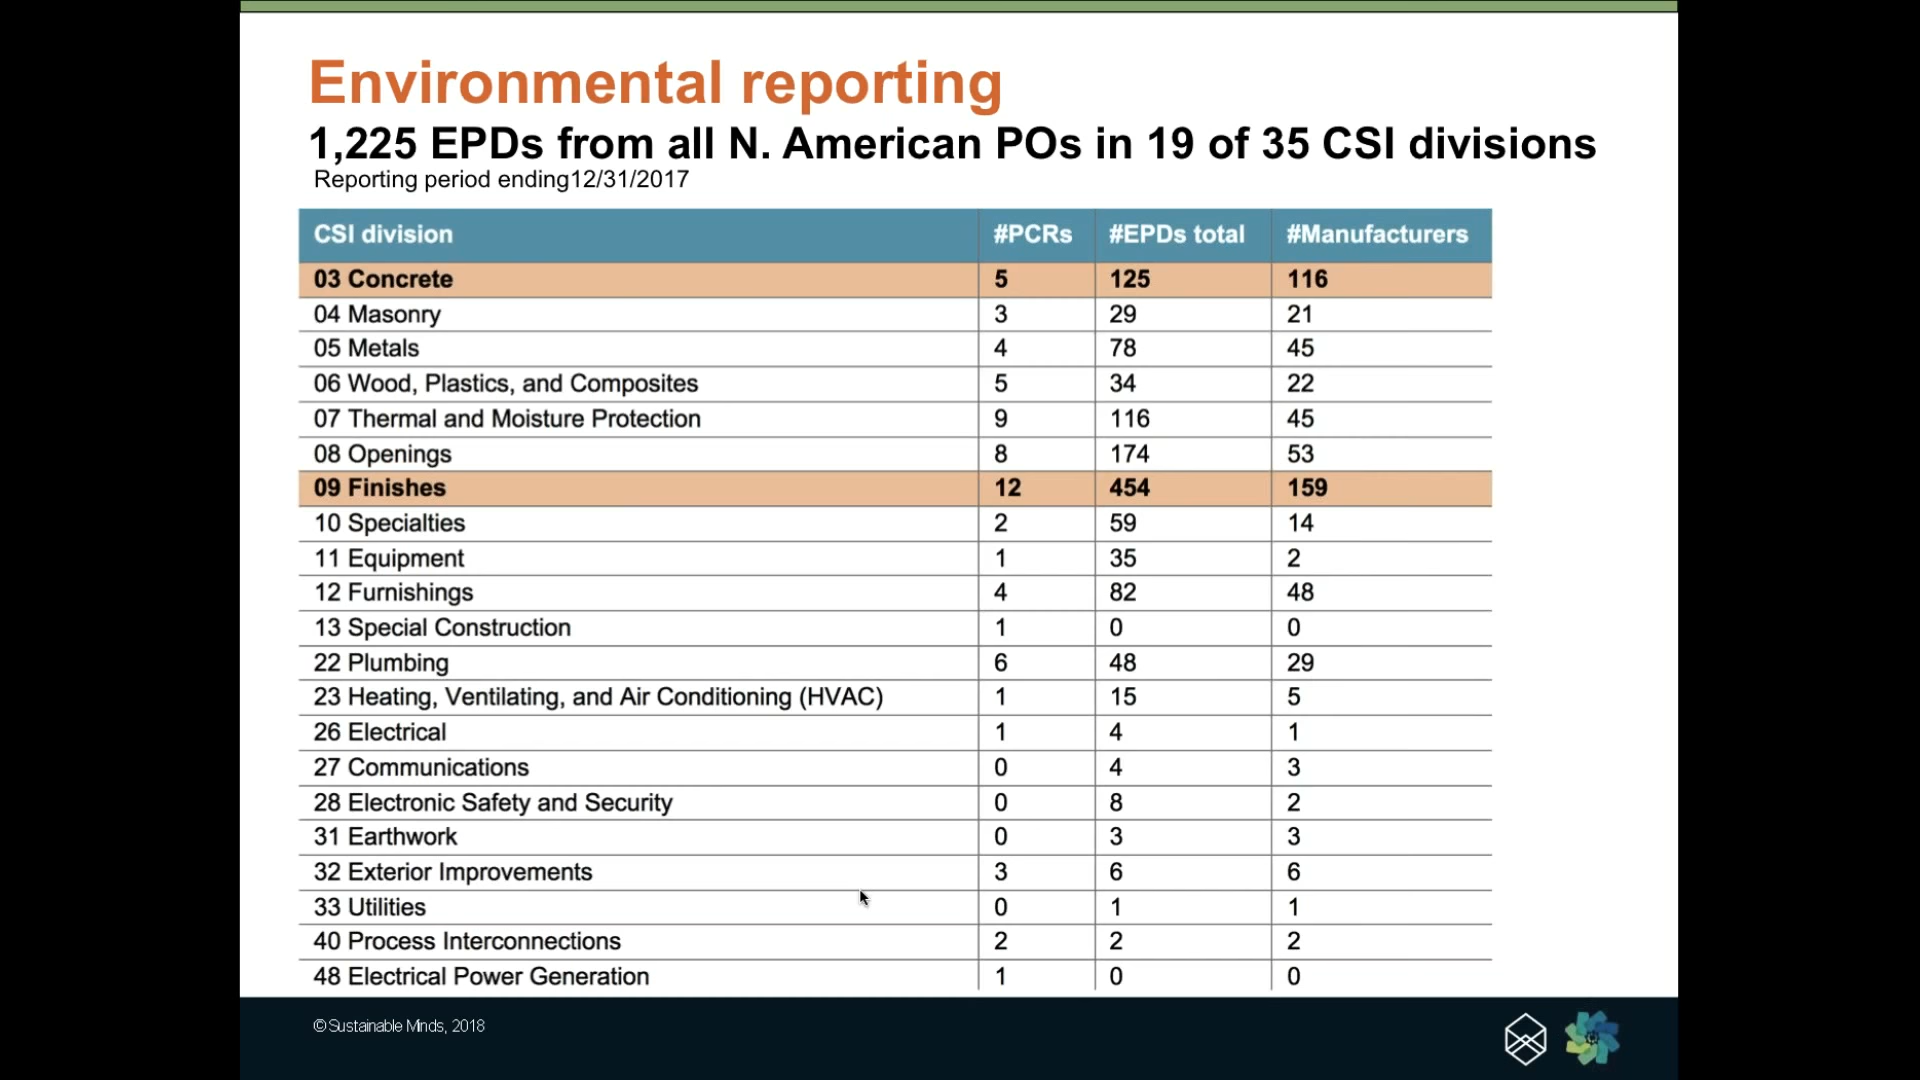 Environmental reporting
1,225 EPDs from all N. American POs in 19 of 35 CSI divisions
Reporting period ending12/31/2017
CSI division #PCRs #EPDs total #Manufacturers
03 Concrete 5 125 116
04 Masonry 3 29 21
05 Metals 4 78 45
06 Wood, Plastics, and Composites 5 34 22
07 Thermal and Moisture Protection 9 116 45
08 Openings 8 174 53
09 Finishes 12 454 159
10 Specialties 2 59 14
11 Equipment 1 35 2
12 Furnishings 4 82 48
13 Special Construction 1 0 0
22 Plumbing 6 48 29
23 Heating, Ventilating, and Air Conditioning (HVAC) 1 15 5
26 Electrical 1 4 1
27 Communications 0 4 3
28 Electronic Safety and Security 0 8 2
31 Earthwork 0 3 3
32 Exterior Improvements 3 6 6
33 Utilities 0 1 1
40 Process Interconnections 2 2 2
48 Electrical Power Generation 1 0 0
© Sustainable Minds, 2018